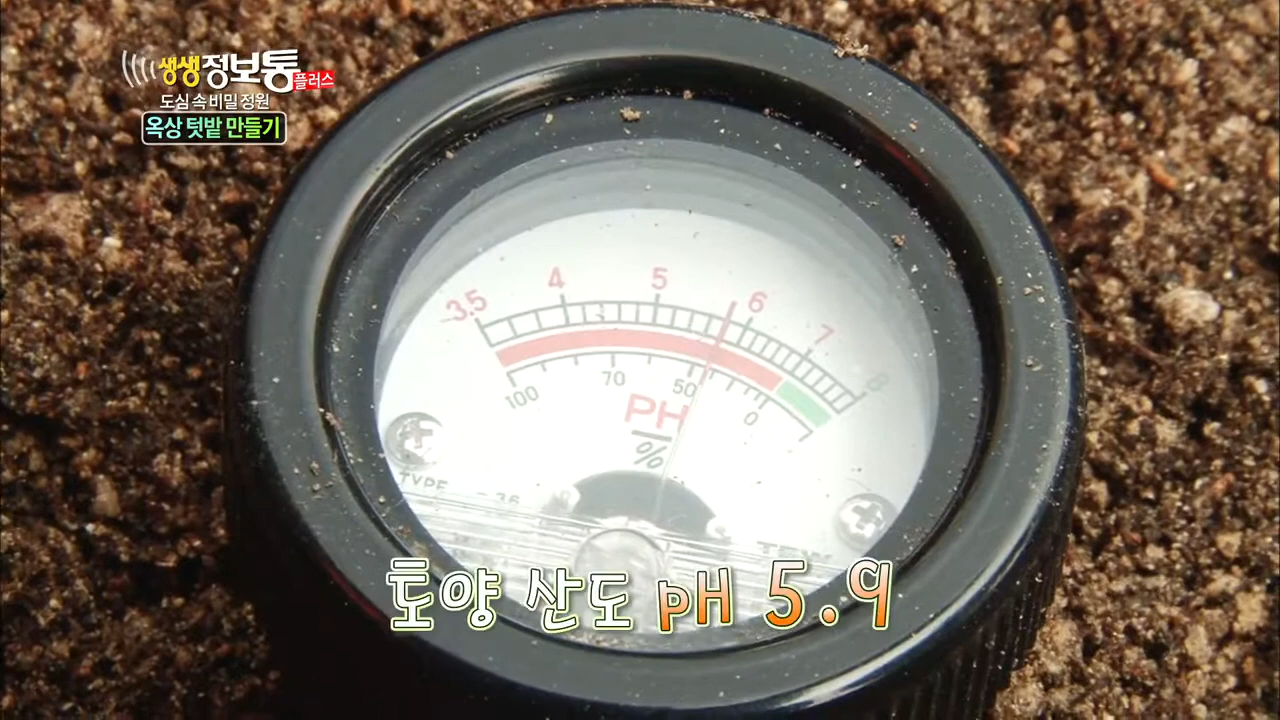 생생정보통
플러스
도심 속 비밀 정원
옥상 텃밭 만들기
3.5 4 5 6 7 8
100 70 50 0
PH
%
TYPE
토양 산도 pH 5.9